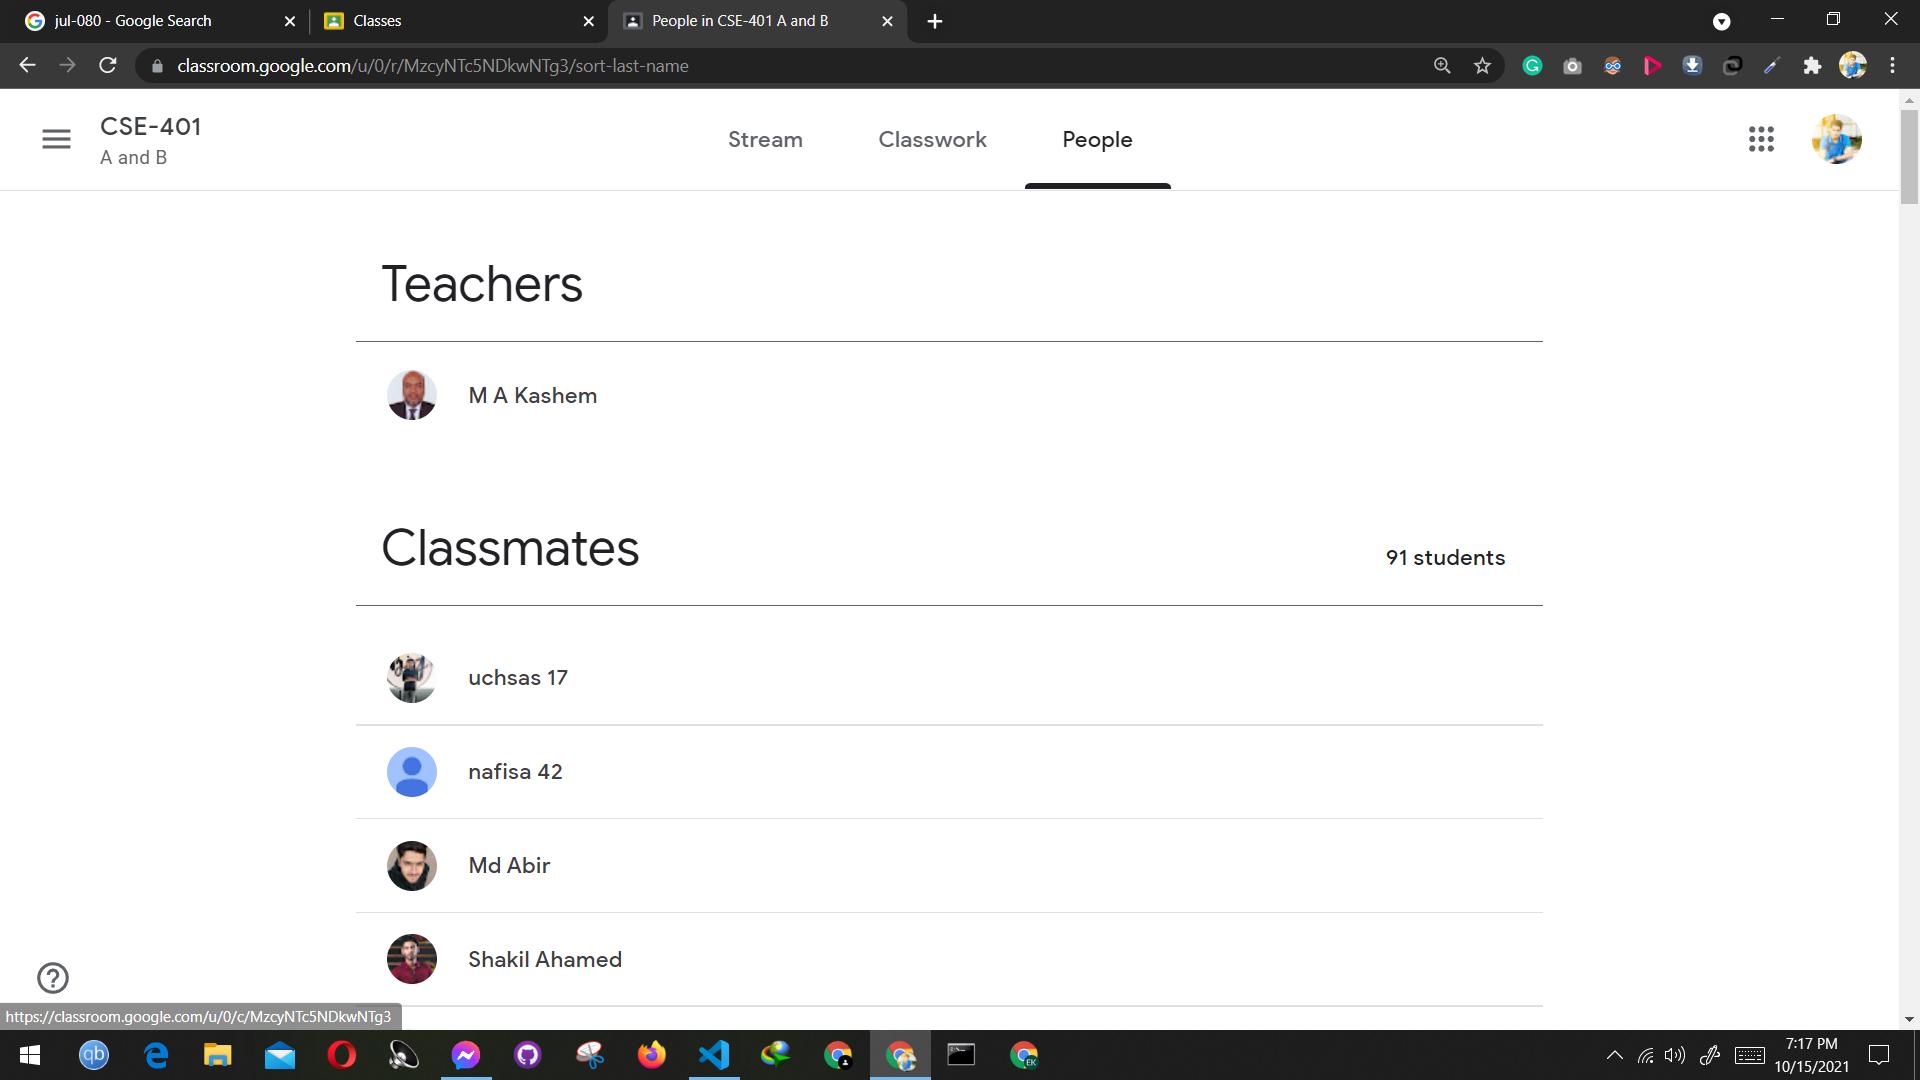 jul-080 - Google Search
Classes
People in CSE-401 A and B
classroom.google.com/u/0/r/MzcyNTc5NDkwNTg3/sort-last-name
CSE-401
A and B
Stream
Classwork
People
Teachers
M A Kashem
Classmates
91 students
uchsas 17
nafisa 42
Md Abir
Shakil Ahamed
https://classroom.google.com/u/0/c/MzcyNTc5NDkwNTg3
qb
EK
7:17 PM
10/15/2021